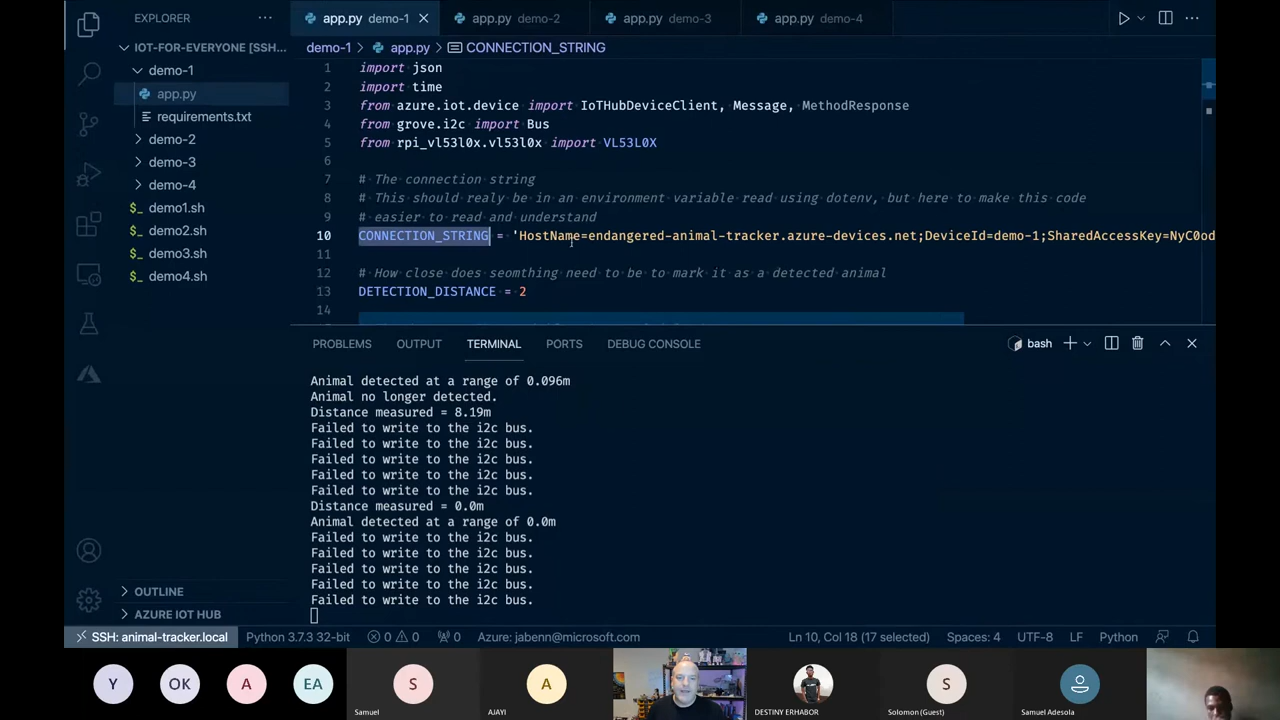 EXPLORER
app.py demo-1
app.py demo-2
app.py demo-3
app.py demo-4
IOT-FOR-EVERYONE [SSH...
demo-1
app.py
requirements.txt
demo-2
demo-3
demo-4
demo1.sh
demo2.sh
demo3.sh
demo4.sh
OUTLINE
AZURE IOT HUB
demo-1 > app.py > CONNECTION_STRING
1 import json
2 import time
3 from azure.iot.device import IoTHubDeviceClient, Message, MethodResponse
4 from grove.i2c import Bus
5 from rpi_vl53l0x.vl53l0x import VL53L0X
6
7 # The connection string
8 # This should realy be in an environment variable read using dotenv, but here to make this code
9 # easier to read and understand
10 CONNECTION_STRING = 'HostName=endangered-animal-tracker.azure-devices.net;DeviceId=demo-1;SharedAccessKey=NyC0od
11
12 # How close does seomthing need to be to mark it as a detected animal
13 DETECTION_DISTANCE = 2
14
PROBLEMS OUTPUT TERMINAL PORTS DEBUG CONSOLE
bash
Animal detected at a range of 0.096m
Animal no longer detected.
Distance measured = 8.19m
Failed to write to the i2c bus.
Failed to write to the i2c bus.
Failed to write to the i2c bus.
Failed to write to the i2c bus.
Failed to write to the i2c bus.
Distance measured = 0.0m
Animal detected at a range of 0.0m
Failed to write to the i2c bus.
Failed to write to the i2c bus.
Failed to write to the i2c bus.
Failed to write to the i2c bus.
Failed to write to the i2c bus.
SSH: animal-tracker.local Python 3.7.3 32-bit 0 0 0 Azure: jabenn@microsoft.com Ln 10, Col 18 (17 selected) Spaces: 4 UTF-8 LF Python
Y
OK
A
EA
S
Samuel
A
AJAYI
DESTINY ERHABOR
S
Solomon (Guest)
Samuel Adesola